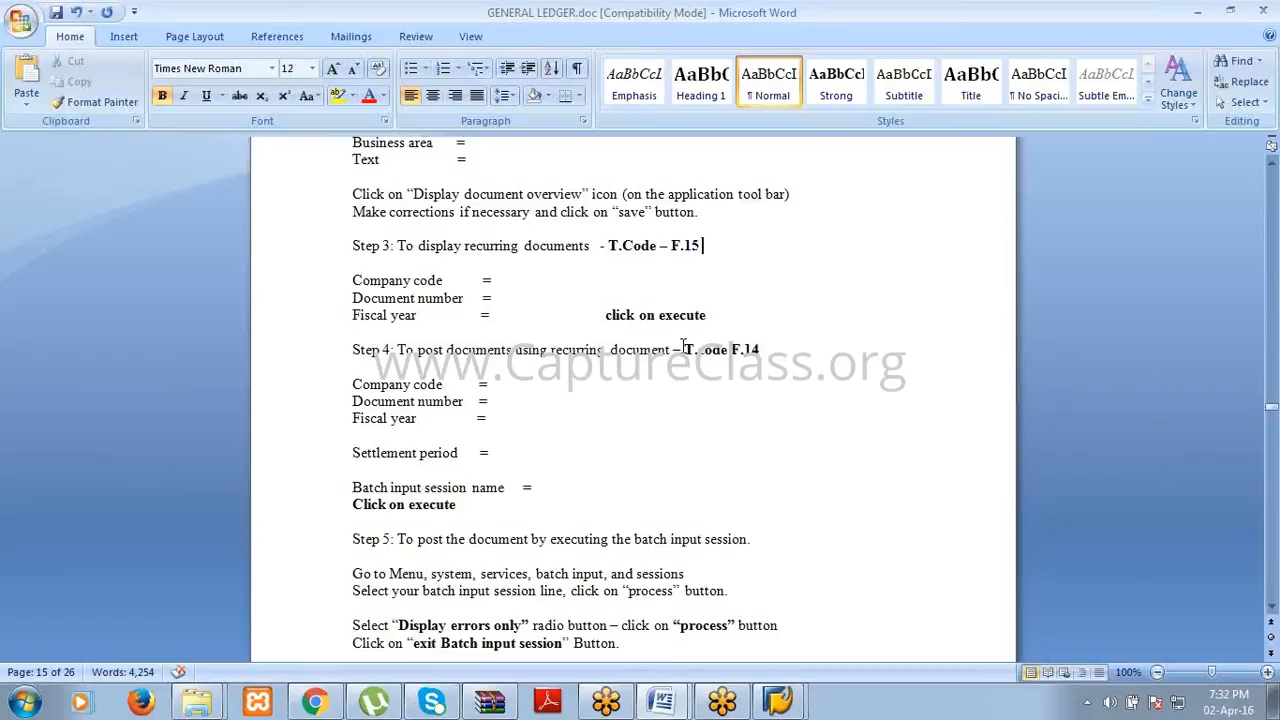 GENERAL LEDGER.doc [Compatibility Mode] - Microsoft Word
Home Insert Page Layout References Mailings Review View
Paste
Cut
Copy
Format Painter
Clipboard
Times New Roman 12
Font
Paragraph
AaBbCcI AaBbC AaBbCcI AaBbCcl AaBbCcI AaBbC AaBbCcI AaBbCcI
Emphasis Heading 1 ¶ Normal Strong Subtitle Title ¶ No Spaci... Subtle Em...
Change Styles
Styles
Find
Replace
Select
Editing
Business area =
Text =
Click on “Display document overview” icon (on the application tool bar)
Make corrections if necessary and click on “save” button.
Step 3: To display recurring documents - T.Code – F.15
Company code =
Document number =
Fiscal year = click on execute
Step 4: To post documents using recurring document – T.code F.14
www.CaptureClass.org
Company code =
Document number =
Fiscal year =
Settlement period =
Batch input session name =
Click on execute
Step 5: To post the document by executing the batch input session.
Go to Menu, system, services, batch input, and sessions
Select your batch input session line, click on “process” button.
Select “Display errors only” radio button – click on “process” button
Click on “exit Batch input session” Button.
Page: 15 of 26 Words: 4,254 100%
7:32 PM
02-Apr-16